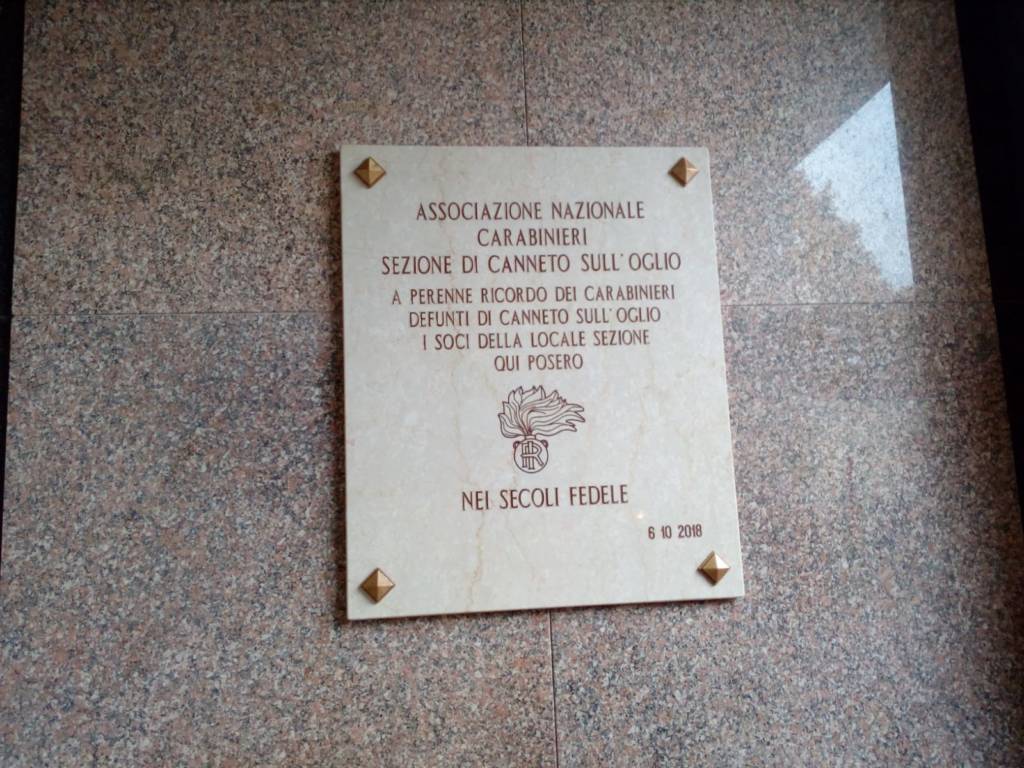 ASSOCIAZIONE NAZIONALE
CARABINIERI
SEZIONE DI CANNETO SULL'OGLIO
A PERENNE RICORDO DEI CARABINIERI
DEFUNTI DI CANNETO SULL'OGLIO
I SOCI DELLA LOCALE SEZIONE
QUI POSERO
RI
NEI SECOLI FEDELE
6 10 2018